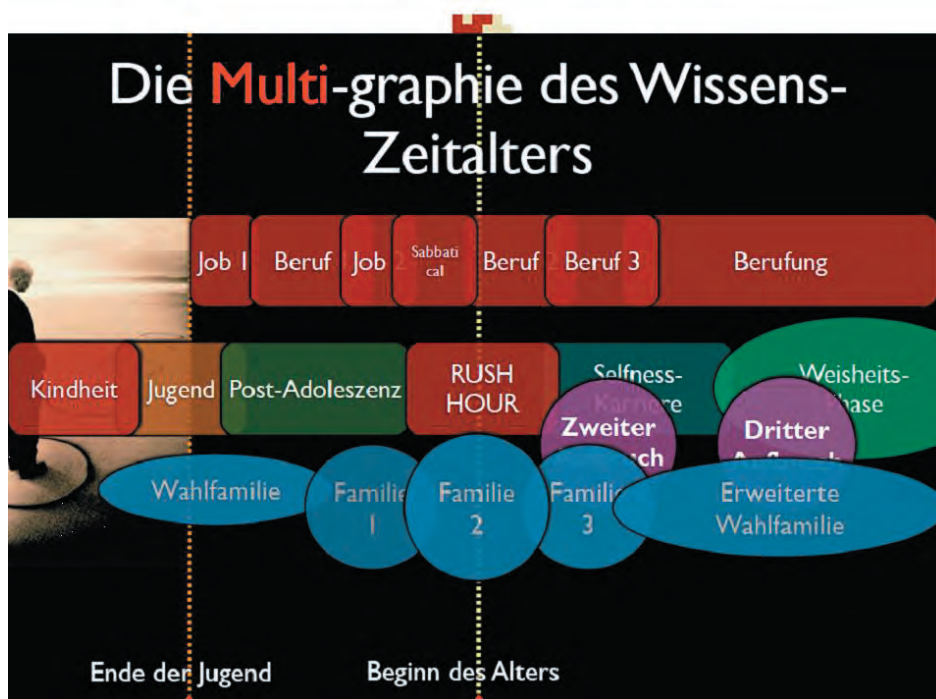 Die Multi-graphie des Wissens-
Zeitalters
Job 1
Beruf
Job
Sabbati
cal
Beruf
Beruf 3
Berufung
Kindheit
Jugend
Post-Adoleszenz
RUSH
HOUR
Selfness-
Weisheits-
Zweiter
Dritter
Wahlfamilie
Familie
1
Familie
2
Familie
3
Erweiterte
Wahlfamilie
Ende der Jugend
Beginn des Alters